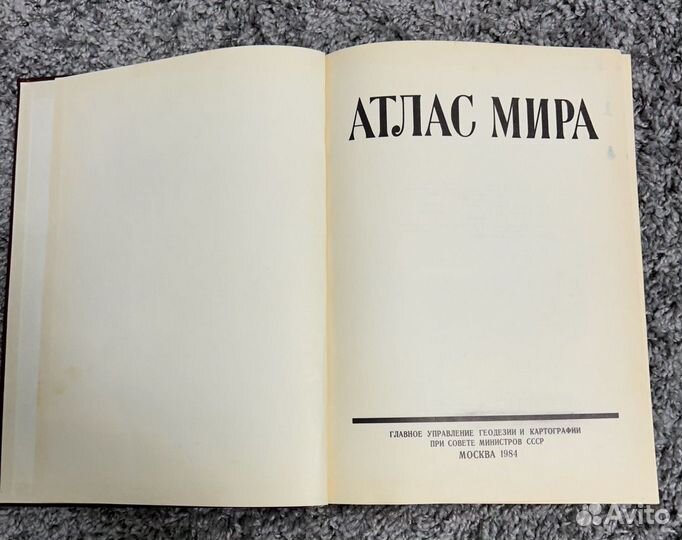 АТЛАС МИРА
ГЛАВНОЕ УПРАВЛЕНИЕ ГЕОДЕЗИИ И КАРТОГРАФИИ
ПРИ СОВЕТЕ МИНИСТРОВ СССР
МОСКВА 1984
Avito